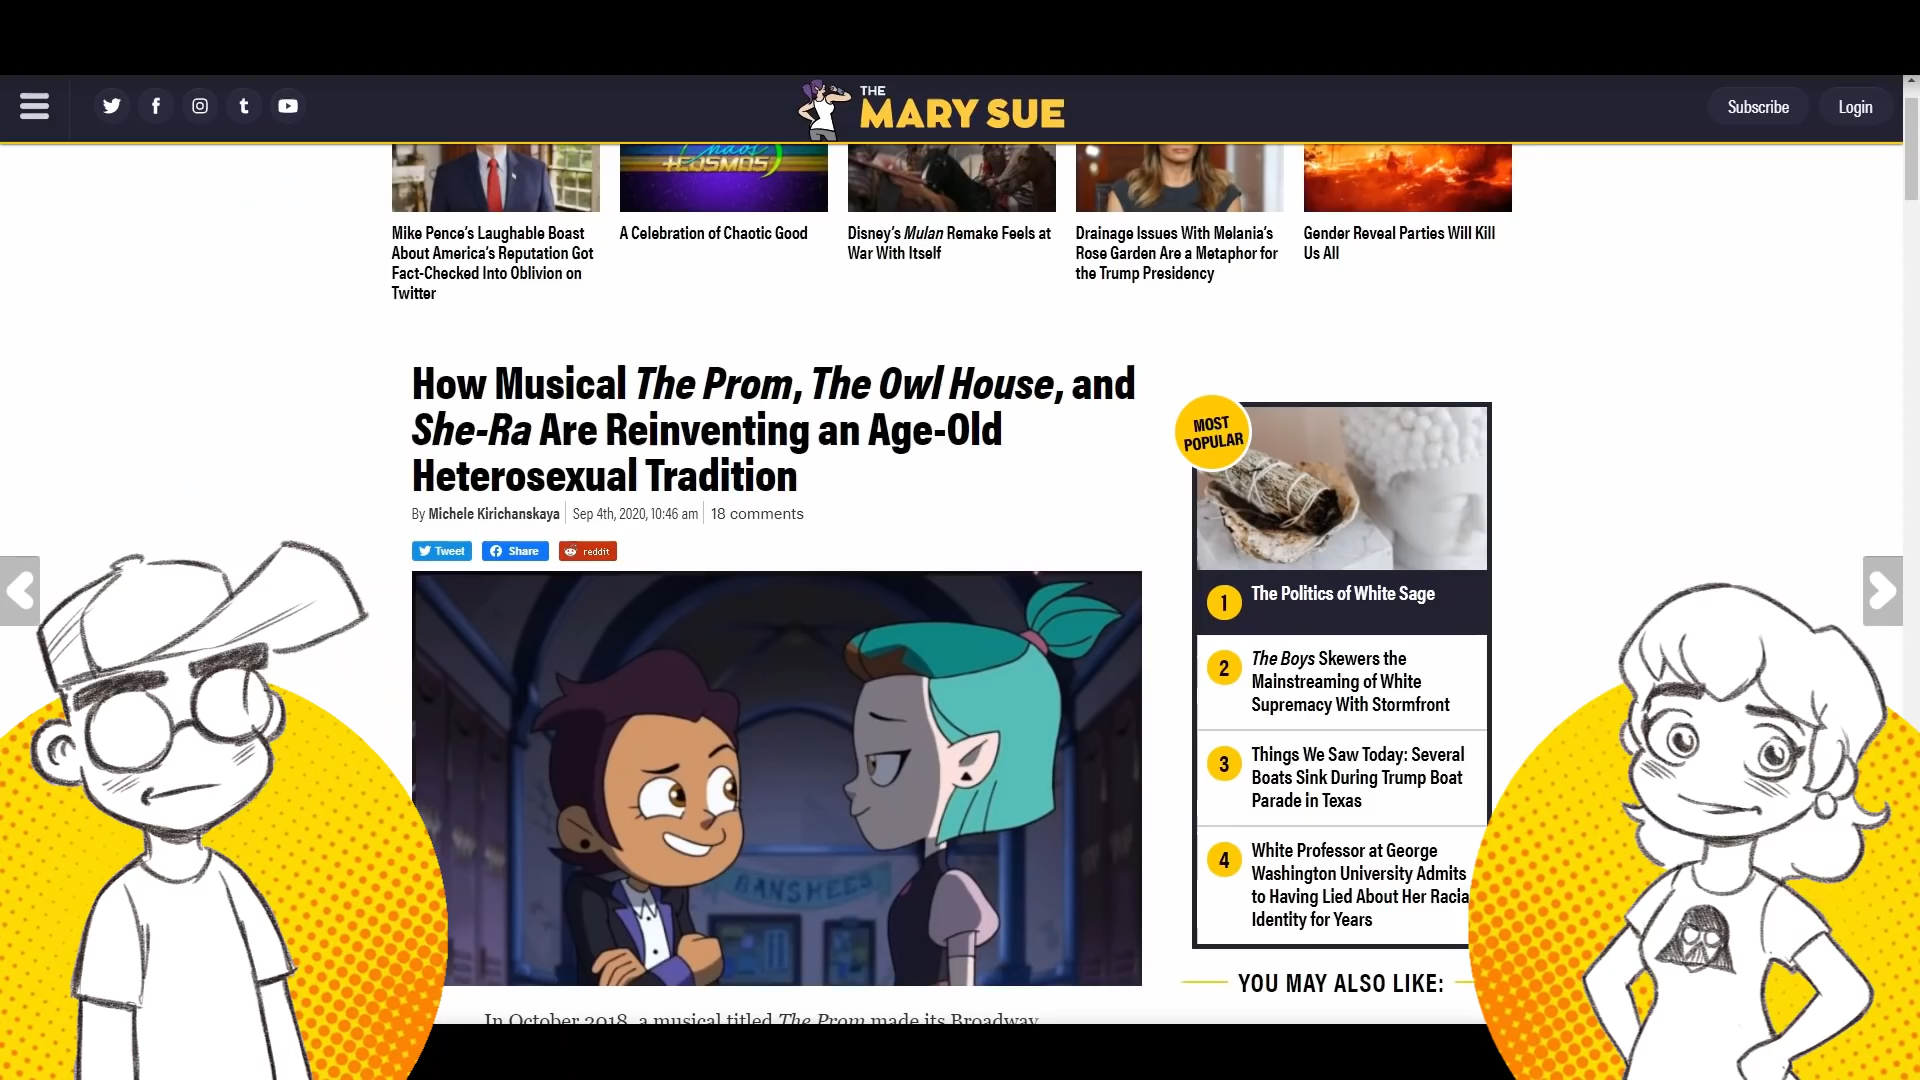 THE
MARY SUE
Subscribe
Login
Chaos
+COSMOS
Mike Pence's Laughable Boast
About America's Reputation Got
Fact-Checked Into Oblivion on
Twitter
A Celebration of Chaotic Good
Disney's Mulan Remake Feels at
War With Itself
Drainage Issues With Melania's
Rose Garden Are a Metaphor for
the Trump Presidency
Gender Reveal Parties Will Kill
Us All
How Musical The Prom, The Owl House, and
She-Ra Are Reinventing an Age-Old
Heterosexual Tradition
By Michele Kirichanskaya Sep 4th, 2020, 10:46 am 18 comments
Tweet
Share
reddit
BANSHEES
In October 2018, a musical titled The Prom made its Broadway
MOST
POPULAR
1
The Politics of White Sage
2
The Boys Skewers the
Mainstreaming of White
Supremacy With Stormfront
3
Things We Saw Today: Several
Boats Sink During Trump Boat
Parade in Texas
4
White Professor at George
Washington University Admits
to Having Lied About Her Racia
Identity for Years
YOU MAY ALSO LIKE: